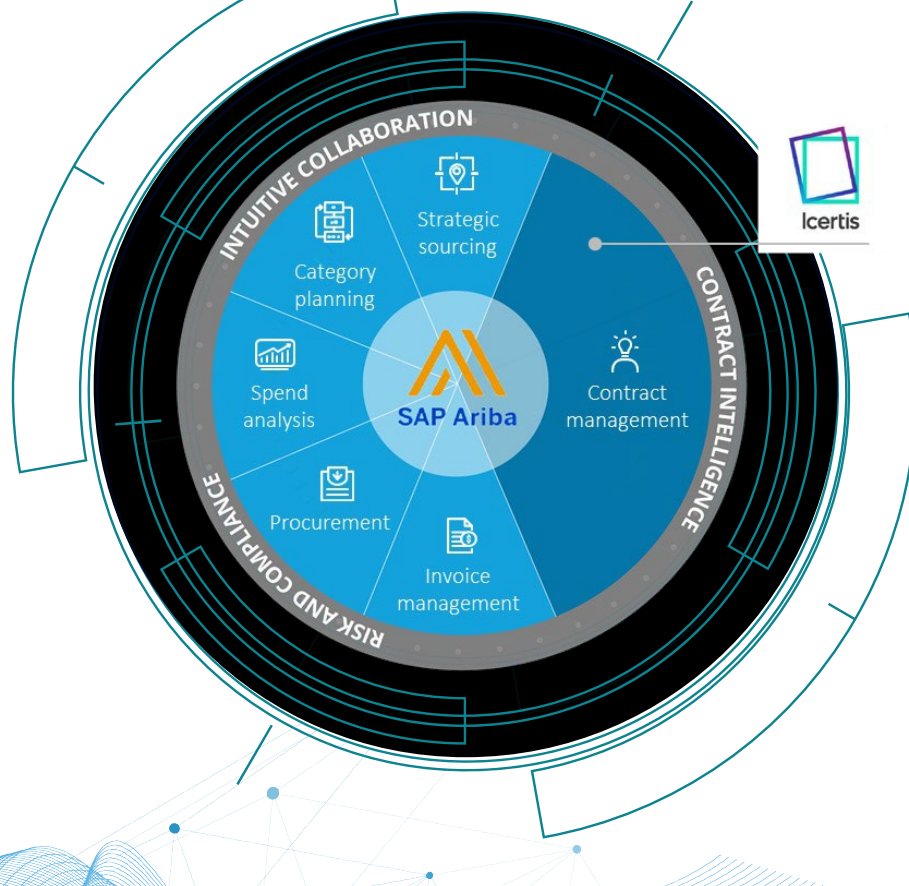 INTUITIVE COLLABORATION
Strategic
sourcing
Icertis
Category
planning
CONTRACT INTELLIGENCE
Spend
analysis
SAP Ariba
Contract
management
Procurement
Invoice
management
RISK AND COMPLIANCE